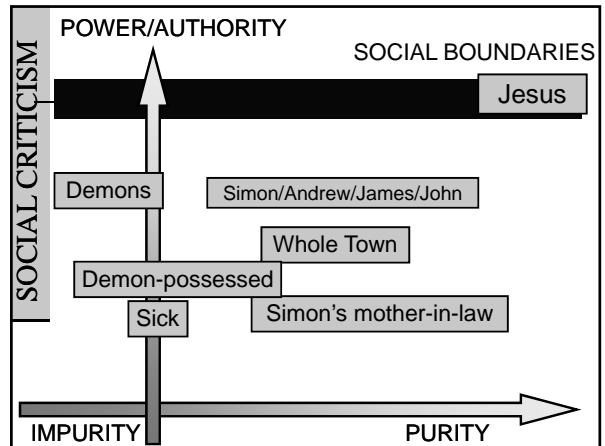 POWER/AUTHORITY
SOCIAL BOUNDARIES
SOCIAL CRITICISM
Jesus
Demons
Simon/Andrew/James/John
Whole Town
Demon-possessed
Sick
Simon's mother-in-law
IMPURITY
PURITY